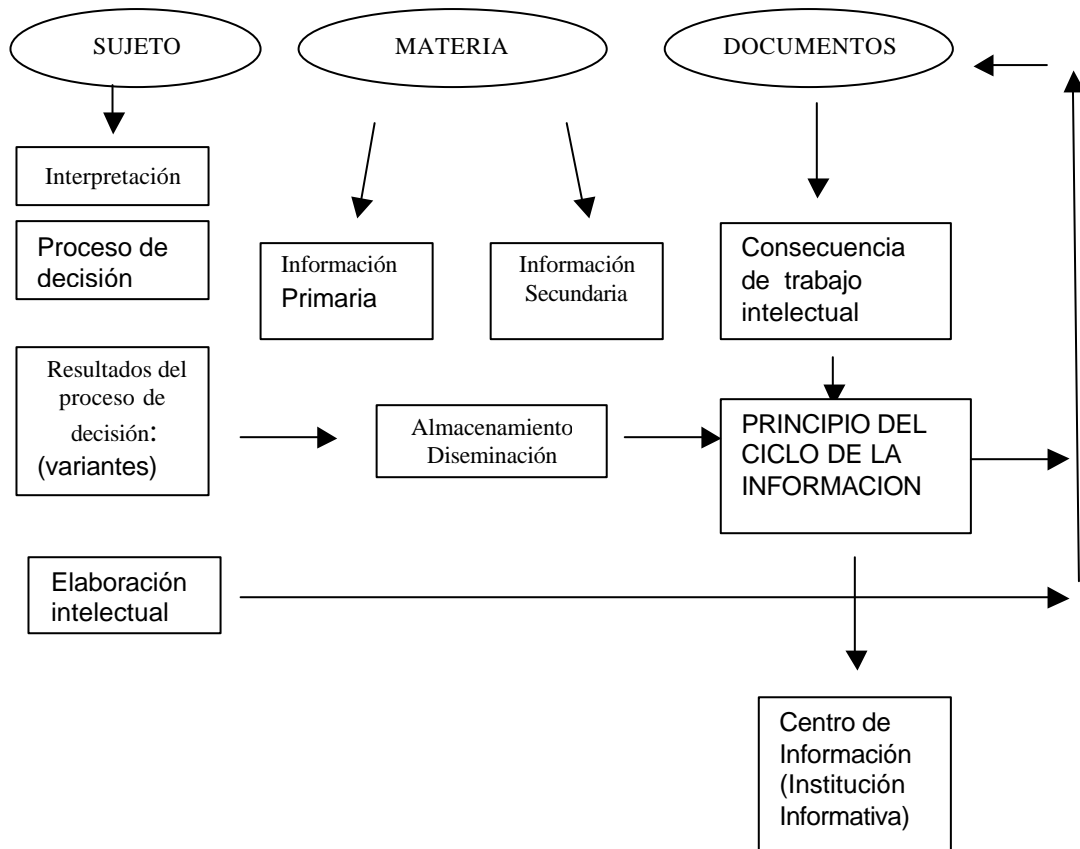 SUJETO
MATERIA
DOCUMENTOS
Interpretación
Proceso de
decisión
Información
Primaria
Información
Secundaria
Consecuencia
de trabajo
intelectual
Resultados del
proceso de
decisión:
(variantes)
Almacenamiento
Diseminación
PRINCIPIO DEL
CICLO DE LA
INFORMACION
Elaboración
intelectual
Centro de
Información
(Institución
Informativa)